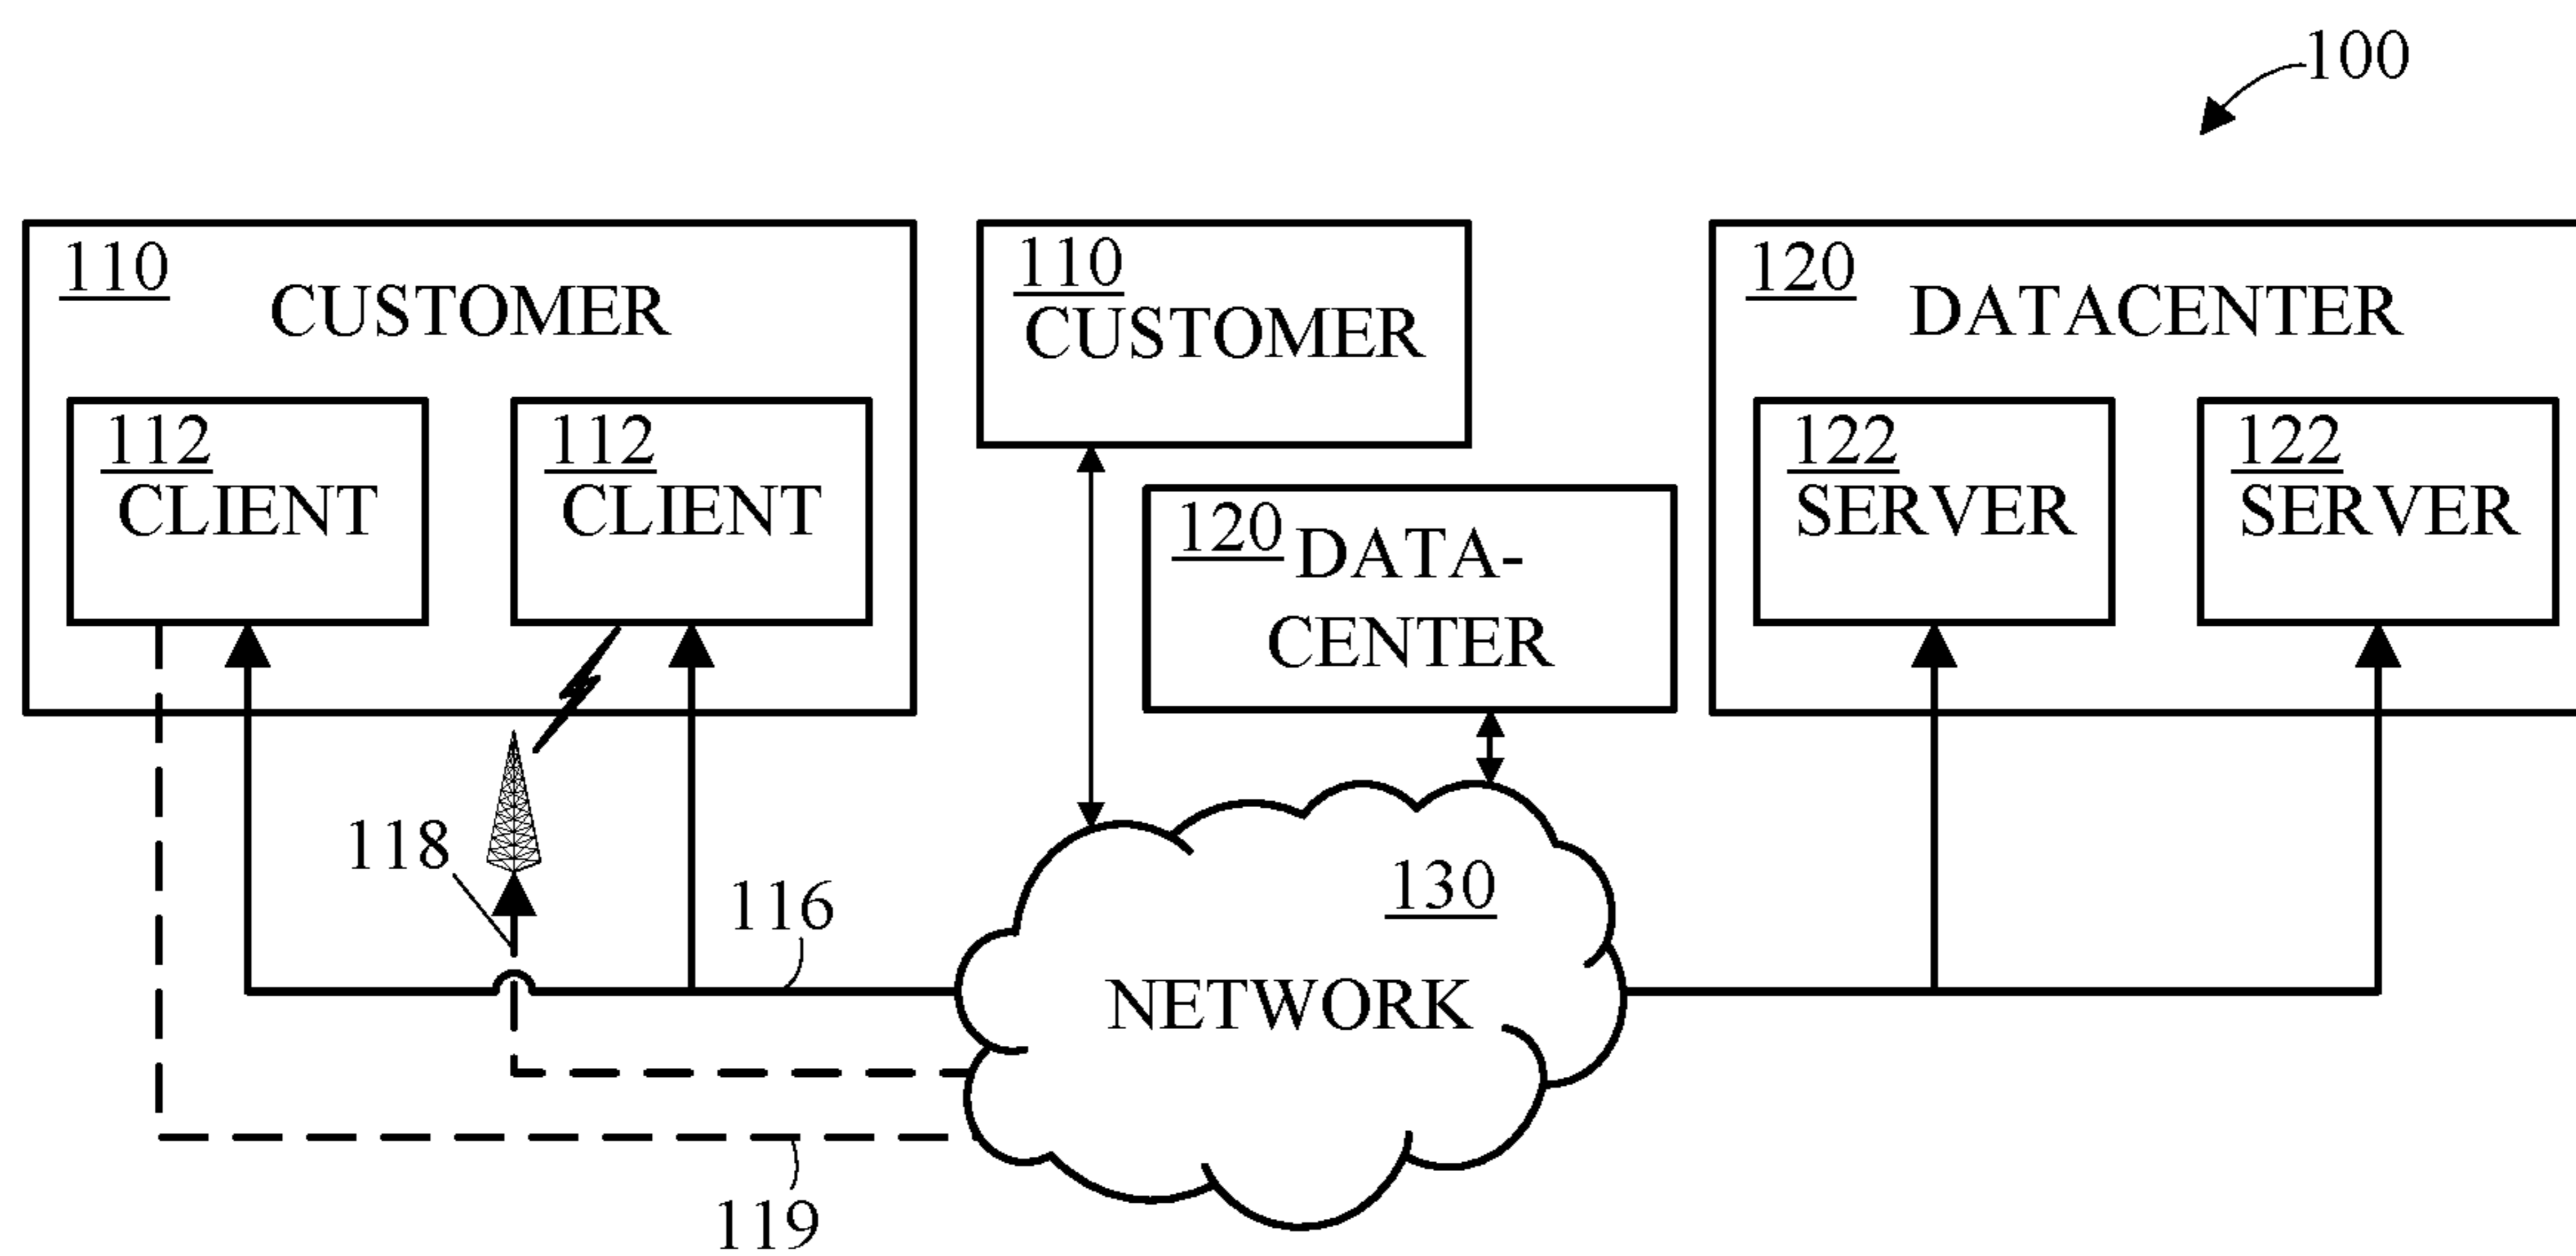 100
110
CUSTOMER
112
CLIENT
112
CLIENT
110
CUSTOMER
120
DATA-
CENTER
120
DATACENTER
122
SERVER
122
SERVER
118
116
130
NETWORK
119